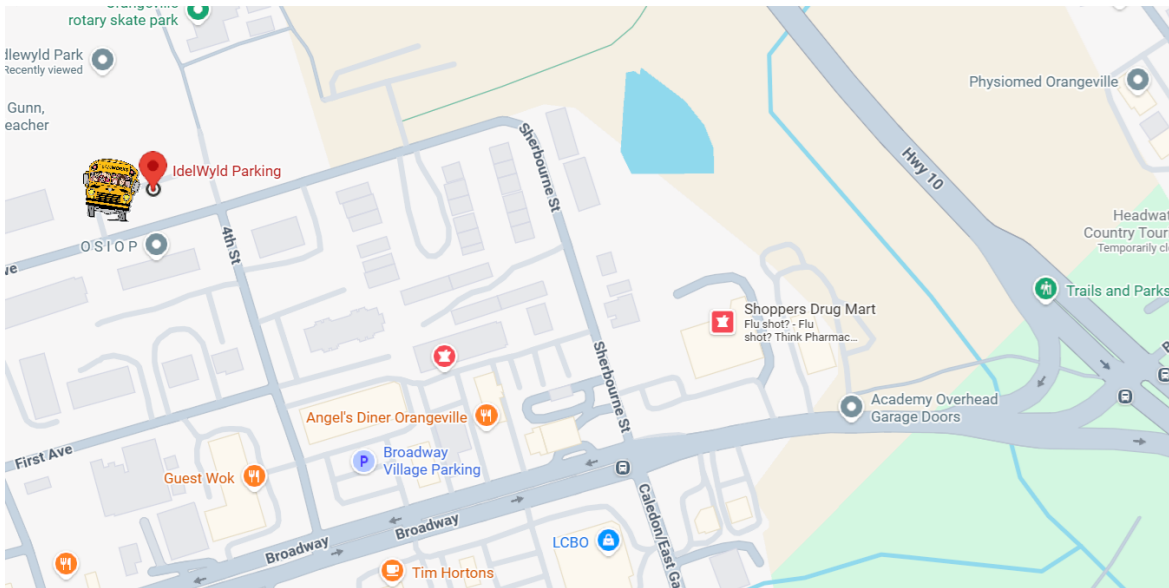 Orangeville
rotary skate park
dlewyld Park
Recently viewed
Gunn,
eacher
IdelWyld Parking
OSIOP
ve
4th St
Sherbourne St
Hwy 10
Physiomed Orangeville
Headwat
Country Tour
Temporarily cl
Trails and Parks
Shoppers Drug Mart
Flu shot? - Flu
shot? Think Pharmac...
Sherbourne St
Academy Overhead
Garage Doors
Angel's Diner Orangeville
Broadway
Village Parking
P
First Ave
Guest Wok
Broadway
Broadway
Caledon/East Ga
LCBO
Tim Hortons